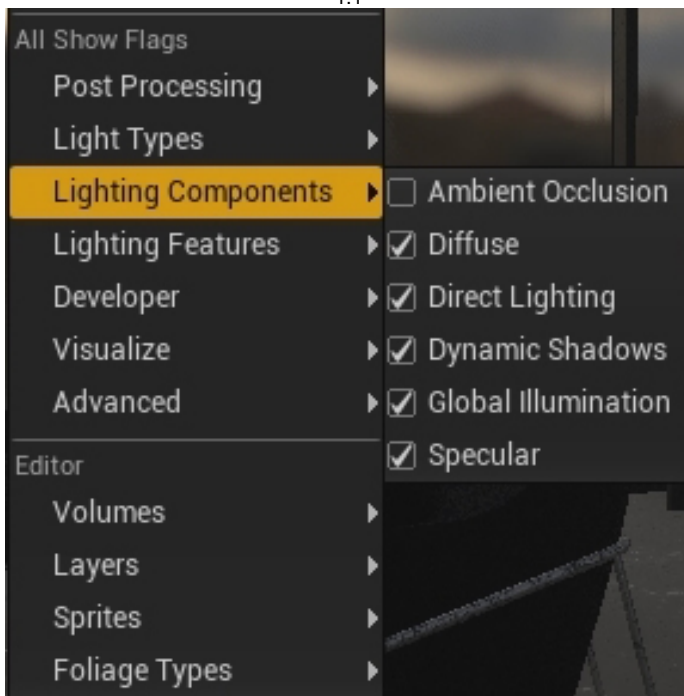 All Show Flags
Post Processing
Light Types
Lighting Components
Lighting Features
Developer
Visualize
Advanced
Editor
Volumes
Layers
Sprites
Foliage Types
Ambient Occlusion
Diffuse
Direct Lighting
Dynamic Shadows
Global Illumination
Specular